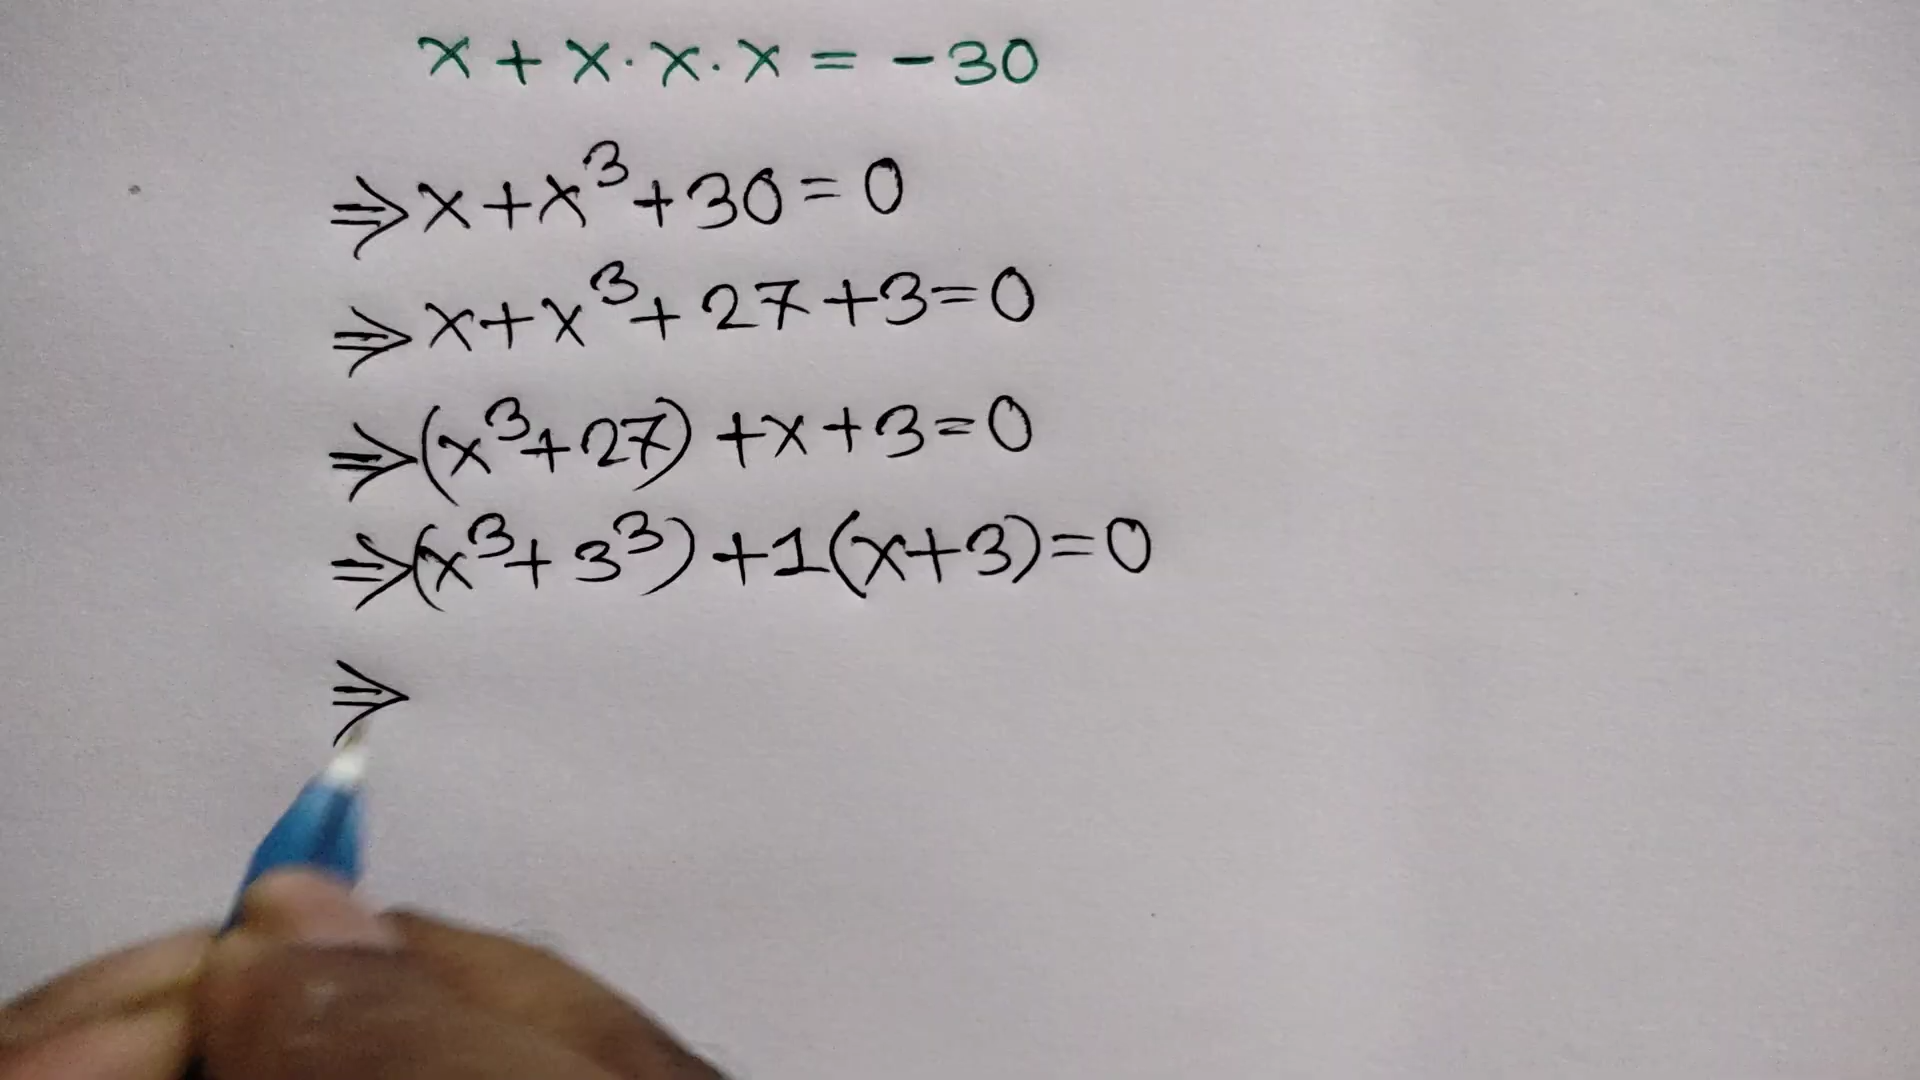 x + x · x · x = - 30
⇒ x + x³ + 30 = 0
⇒ x + x³ + 27 + 3 = 0
⇒ (x³ + 27) + x + 3 = 0
⇒ (x³ + 3³) + 1(x + 3) = 0
⇒